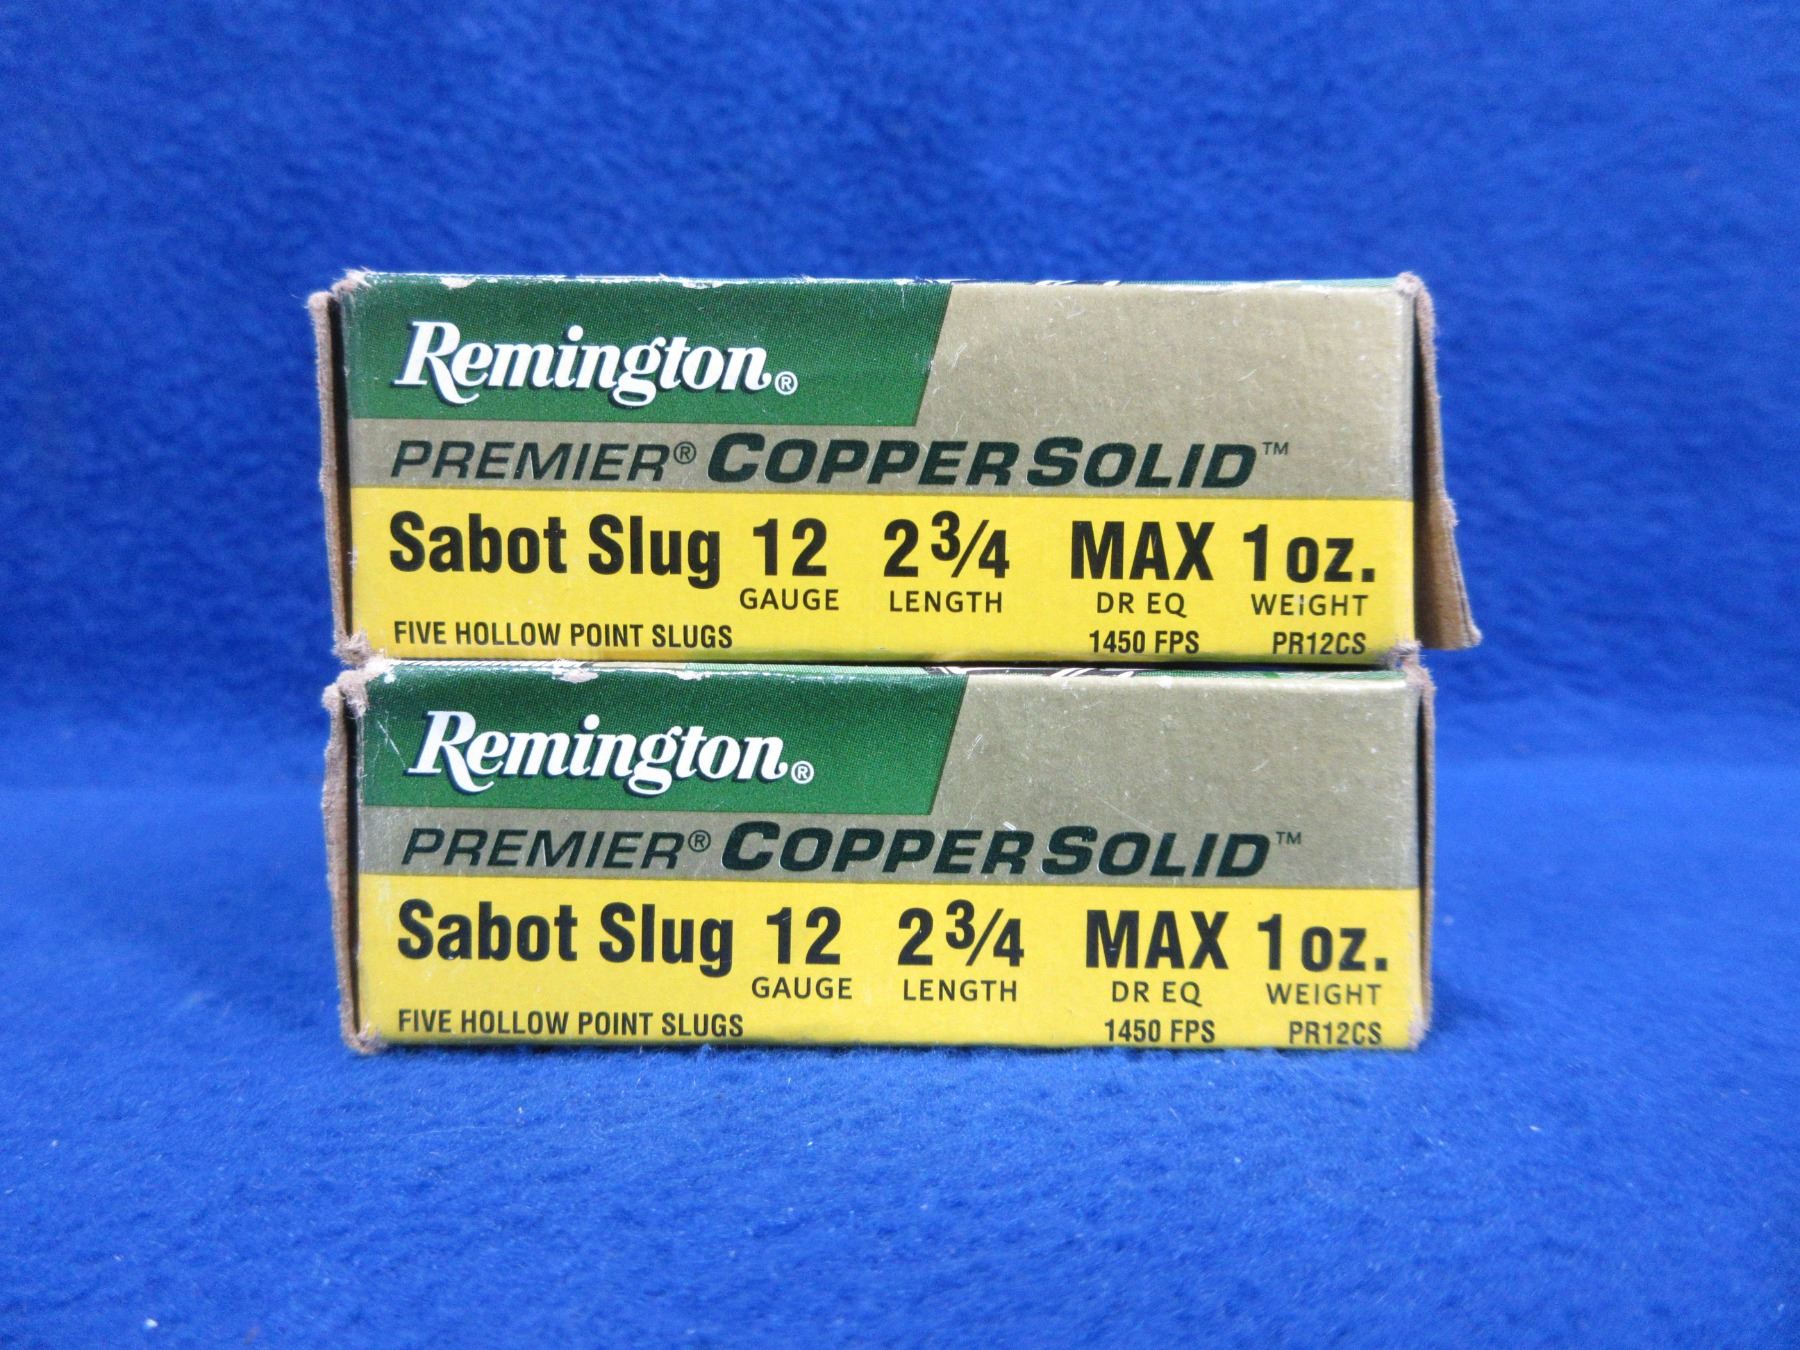 Remington®
PREMIER® COPPER SOLID™
Sabot Slug 12 2 3/4 MAX 1 oz.
GAUGE LENGTH DR EQ WEIGHT
FIVE HOLLOW POINT SLUGS 1450 FPS PR12CS
Remington®
PREMIER® COPPER SOLID™
Sabot Slug 12 2 3/4 MAX 1 oz.
GAUGE LENGTH DR EQ WEIGHT
FIVE HOLLOW POINT SLUGS 1450 FPS PR12CS